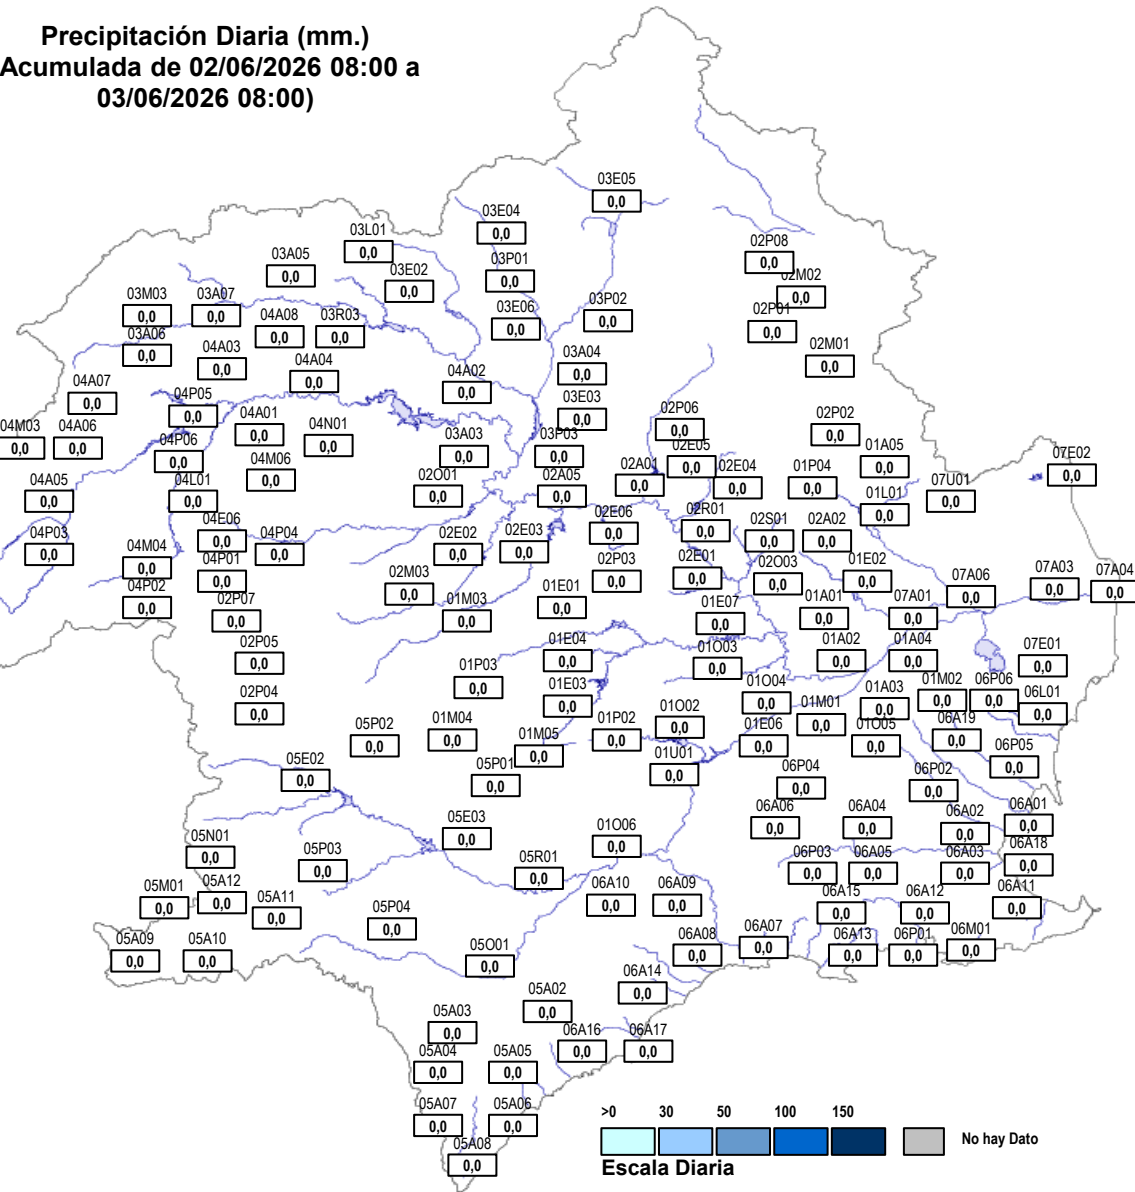 Precipitación Diaria (mm.)
Acumulada de 02/06/2026 08:00 a
03/06/2026 08:00)
03E05
0,0
03E04
0,0
03L01
0,0
02P08
0,0
03A05
0,0
03P01
0,0
03E02
0,0
02M02
0,0
03M03
0,0
03A07
0,0
03P02
0,0
04A08
0,0
03R03
0,0
03E06
0,0
02P01
0,0
03A06
0,0
04A03
0,0
02M01
0,0
03A04
0,0
04A04
0,0
04A02
0,0
04A07
0,0
04P05
0,0
03E03
0,0
02P06
0,0
02P02
0,0
04A01
0,0
04M03
0,0
04A06
0,0
04N01
0,0
03A03
0,0
03P03
0,0
02E05
0,0
01A05
0,0
04P06
0,0
07E02
0,0
04M06
0,0
02A01
0,0
02E04
0,0
01P04
0,0
04A05
0,0
04L01
0,0
02O01
0,0
02A05
0,0
07U01
0,0
01L01
0,0
02E06
0,0
02R01
0,0
04E06
0,0
02S01
0,0
02A02
0,0
04P03
0,0
04P04
0,0
02E02
0,0
02E03
0,0
04M04
0,0
04P01
0,0
02P03
0,0
02E01
0,0
02O03
0,0
01E02
0,0
02M03
0,0
07A06
0,0
07A03
0,0
07A04
0,0
04P02
0,0
01E01
0,0
02P07
0,0
01M03
0,0
01E07
0,0
01A01
0,0
07A01
0,0
02P05
0,0
01E04
0,0
01O03
0,0
01A02
0,0
01A04
0,0
07E01
0,0
01P03
0,0
02P04
0,0
01E03
0,0
01O04
0,0
01A03
0,0
01M02
0,0
06P06
0,0
06L01
0,0
05P02
0,0
01M04
0,0
01P02
0,0
01O02
0,0
01M01
0,0
01E06
0,0
01O05
0,0
06A19
0,0
01M05
0,0
05E02
0,0
05P01
0,0
01U01
0,0
06P04
0,0
06P02
0,0
06P05
0,0
05E03
0,0
01O06
0,0
06A06
0,0
06A04
0,0
06A02
0,0
06A01
0,0
05N01
0,0
05P03
0,0
05R01
0,0
06P03
0,0
06A05
0,0
06A03
0,0
06A18
0,0
05M01
0,0
05A12
0,0
05A11
0,0
06A10
0,0
06A09
0,0
06A15
0,0
06A12
0,0
06A11
0,0
05P04
0,0
05A09
0,0
05A10
0,0
05O01
0,0
06A08
0,0
06A07
0,0
06A13
0,0
06P01
0,0
06M01
0,0
06A14
0,0
05A02
0,0
05A03
0,0
06A16
0,0
06A17
0,0
05A04
0,0
05A05
0,0
05A07
0,0
05A06
0,0
05A08
0,0
>0 30 50 100 150
No hay Dato
Escala Diaria